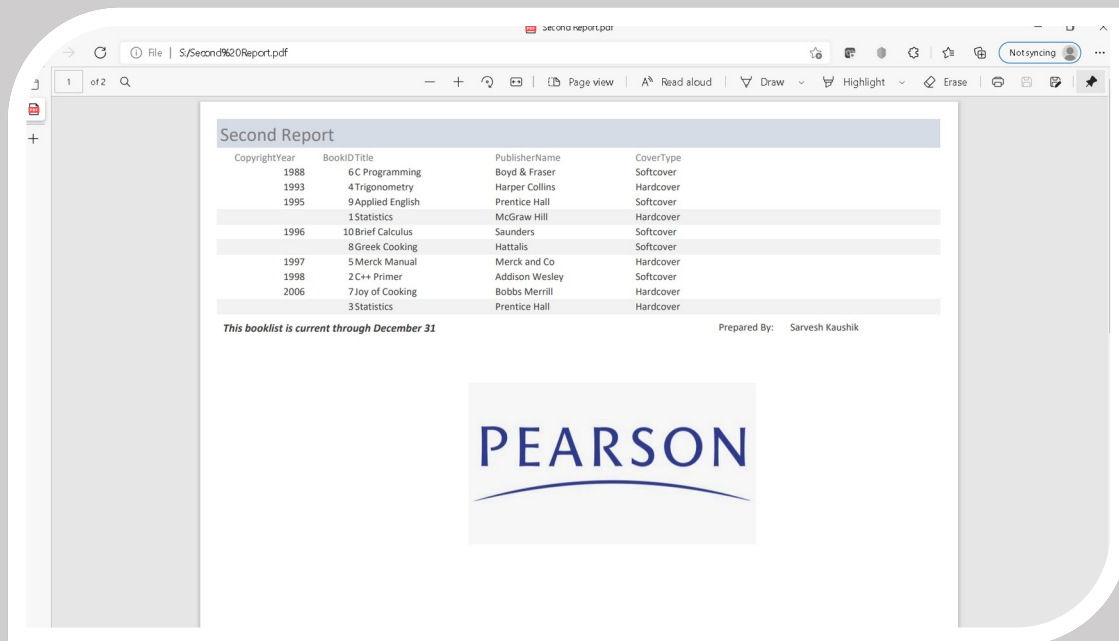 Second Report.pdf
File | S:/Second%20Report.pdf
Not syncing
1 of 2
Page view | Read aloud | Draw Highlight Erase
Second Report
CopyrightYear BookID Title PublisherName CoverType
1988 6 C Programming Boyd & Fraser Softcover
1993 4 Trigonometry Harper Collins Hardcover
1995 9 Applied English Prentice Hall Softcover
1 Statistics McGraw Hill Hardcover
1996 10 Brief Calculus Saunders Softcover
8 Greek Cooking Hattalis Softcover
1997 5 Merck Manual Merck and Co Hardcover
1998 2 C++ Primer Addison Wesley Softcover
2006 7 Joy of Cooking Bobbs Merrill Hardcover
3 Statistics Prentice Hall Hardcover
This booklist is current through December 31 Prepared By: Sarvesh Kaushik
PEARSON